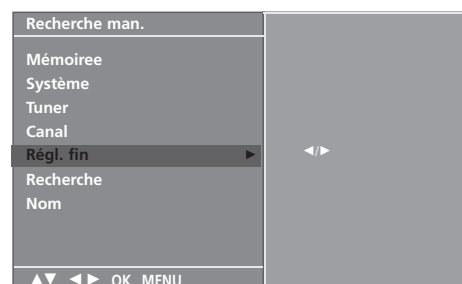 Recherche man.
Mémoiree
Système
Tuner
Canal
Régl. fin ►
◄/►
Recherche
Nom
▲▼ ◄ ► OK MENU